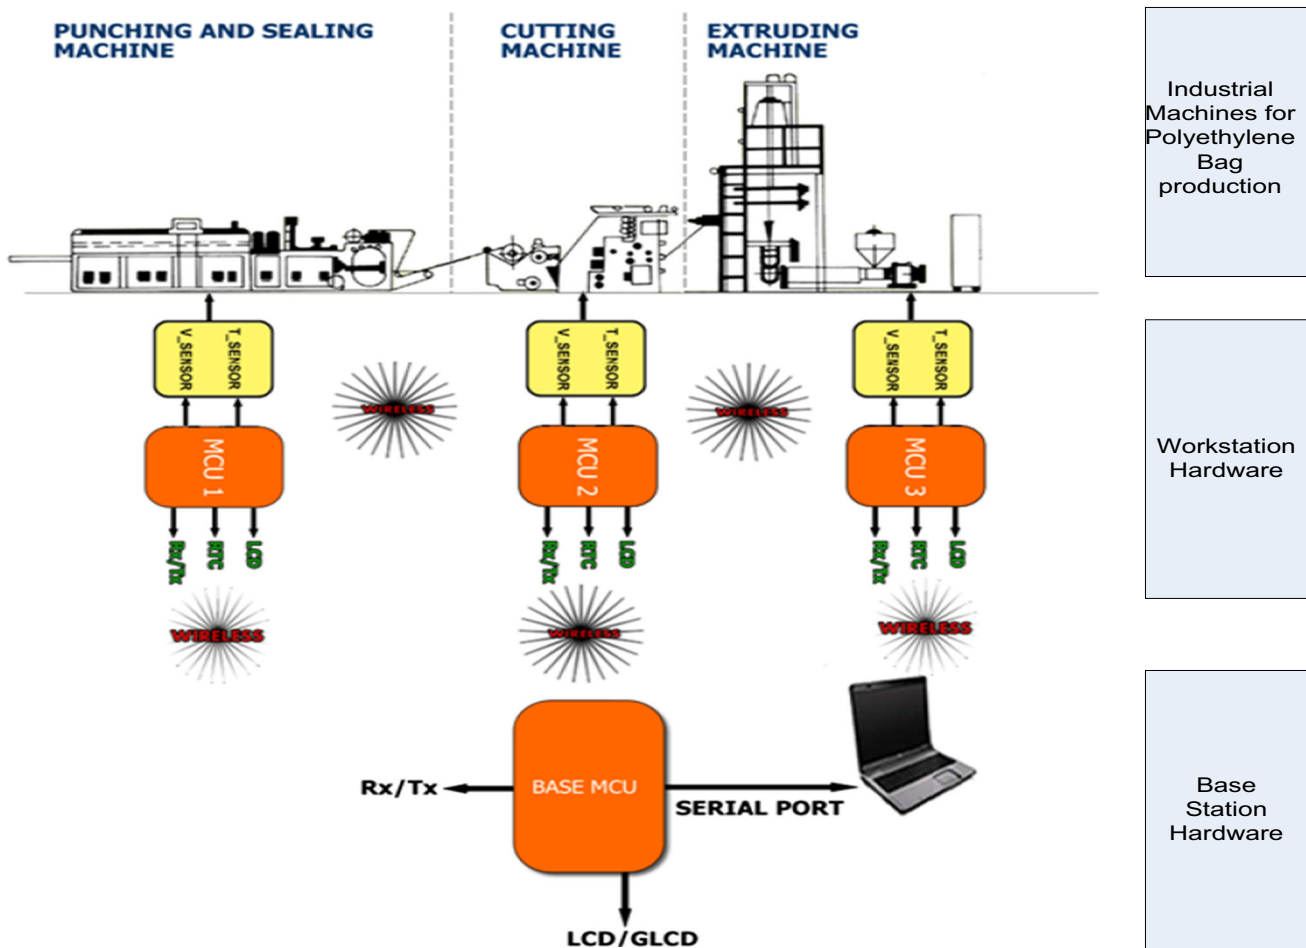 PUNCHING AND SEALING
MACHINE
CUTTING
MACHINE
EXTRUDING
MACHINE
Industrial
Machines for
Polyethylene
Bag
production
V_SENSOR
T_SENSOR
V_SENSOR
T_SENSOR
V_SENSOR
T_SENSOR
WIRELESS
WIRELESS
MCU 1
MCU 2
MCU 3
Workstation
Hardware
Rx/Tx
RTC
LCD
Rx/Tx
RTC
LCD
Rx/Tx
RTC
LCD
WIRELESS
WIRELESS
WIRELESS
Rx/Tx
BASE MCU
SERIAL PORT
LCD/GLCD
Base
Station
Hardware